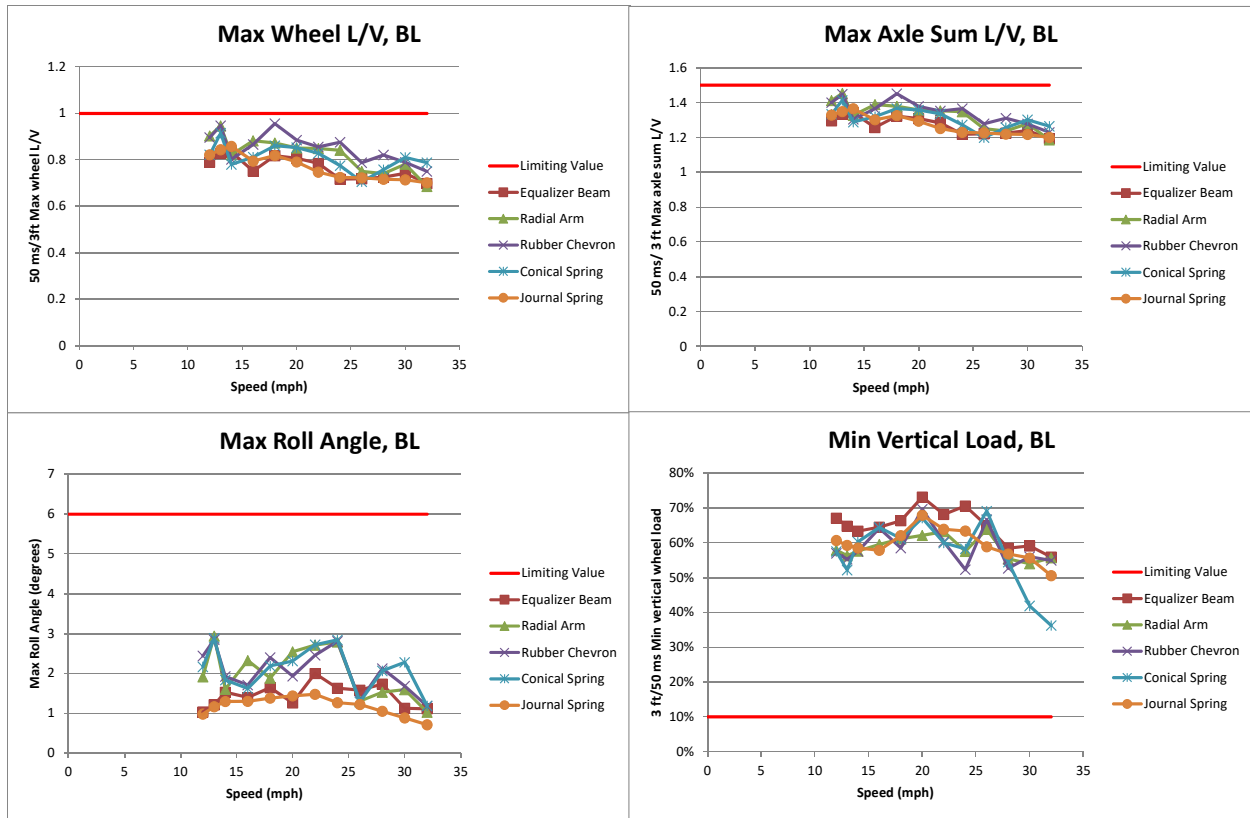 Max Wheel L/V, BL
50 ms/3ft Max wheel L/V
1.2
1
0.8
0.6
0.4
0.2
0
0 5 10 15 20 25 30 35
Speed (mph)
Limiting Value
Equalizer Beam
Radial Arm
Rubber Chevron
Conical Spring
Journal Spring
Max Axle Sum L/V, BL
50 ms/ 3 ft Max axle sum L/V
1.6
1.4
1.2
1
0.8
0.6
0.4
0.2
0
0 5 10 15 20 25 30 35
Speed (mph)
Limiting Value
Equalizer Beam
Radial Arm
Rubber Chevron
Conical Spring
Journal Spring
Max Roll Angle, BL
Max Roll Angle (degrees)
7
6
5
4
3
2
1
0
0 5 10 15 20 25 30 35
Speed (mph)
Limiting Value
Equalizer Beam
Radial Arm
Rubber Chevron
Conical Spring
Journal Spring
Min Vertical Load, BL
3 ft/50 ms Min vertical wheel load
80%
70%
60%
50%
40%
30%
20%
10%
0%
0 5 10 15 20 25 30 35
Speed (mph)
Limiting Value
Equalizer Beam
Radial Arm
Rubber Chevron
Conical Spring
Journal Spring